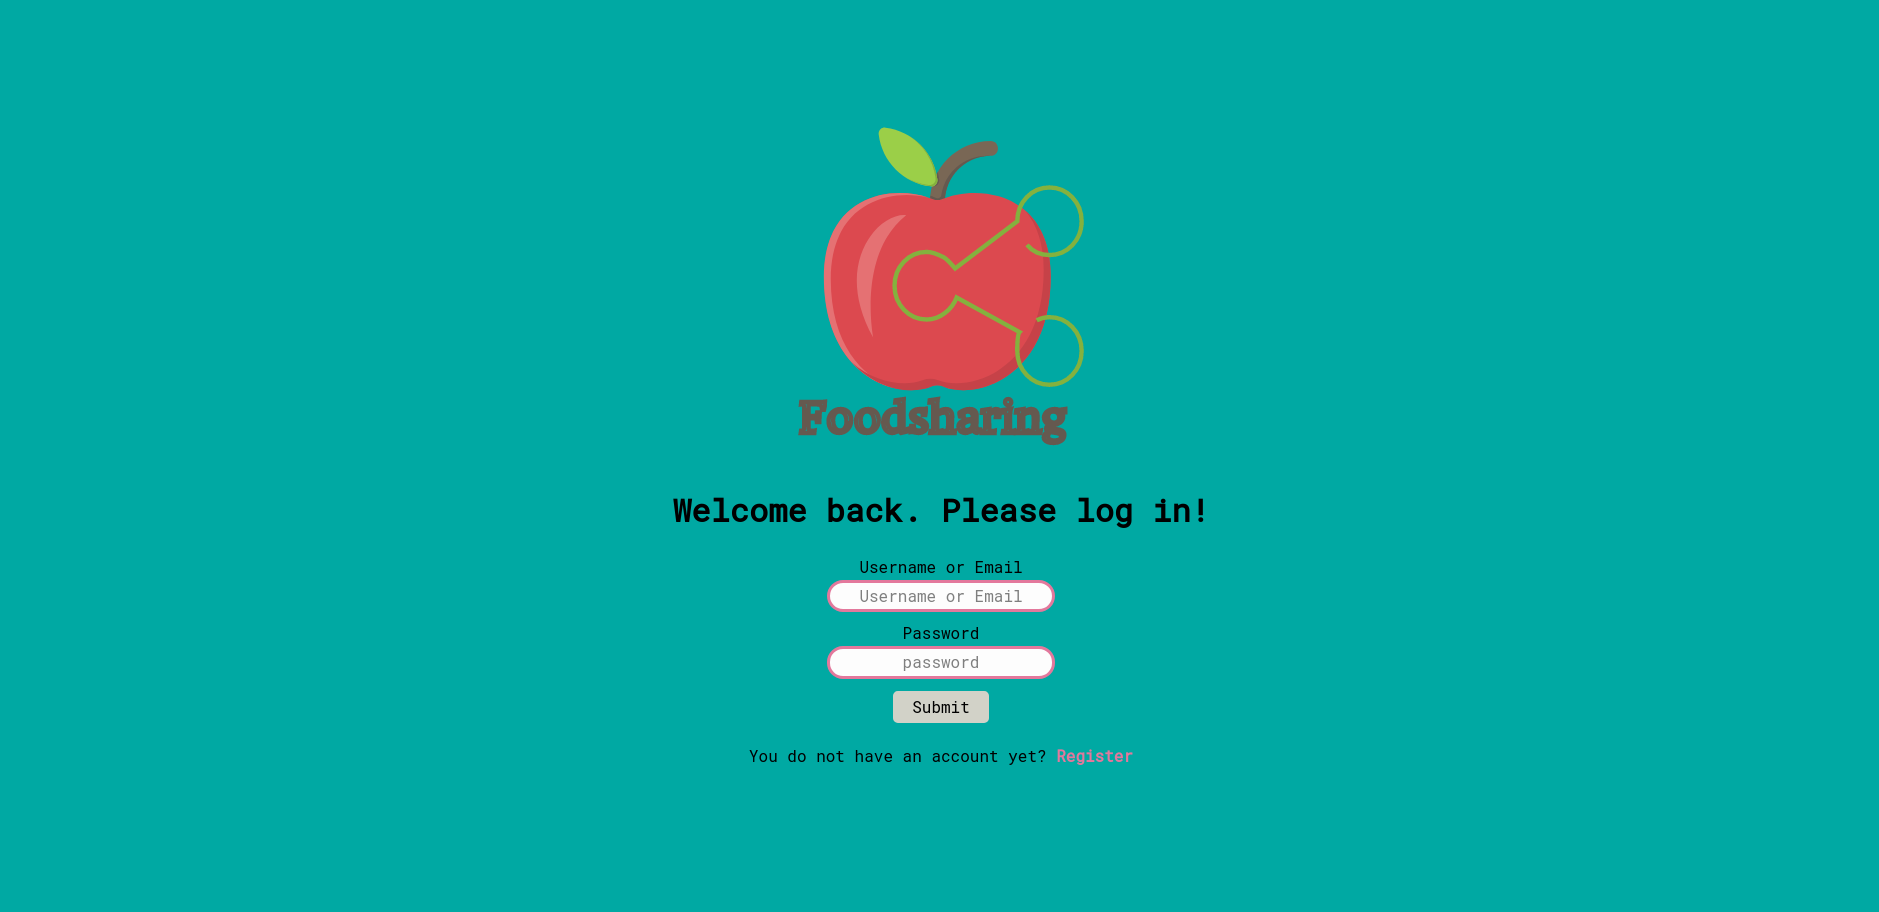 Foodsharing
Welcome back. Please log in!
Username or Email
Username or Email
Password
password
Submit
You do not have an account yet? Register